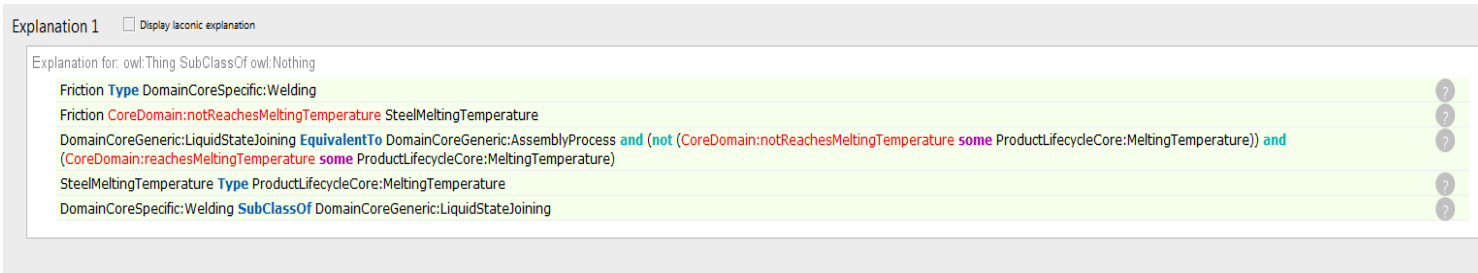 Explanation 1 Display laconic explanation
Explanation for: owl:Thing SubClassOf owl:Nothing
Friction Type DomainCoreSpecific:Welding ?
Friction CoreDomain:notReachesMeltingTemperature SteelMeltingTemperature ?
DomainCoreGeneric:LiquidStateJoining EquivalentTo DomainCoreGeneric:AssemblyProcess and (not (CoreDomain:notReachesMeltingTemperature some ProductLifecycleCore:MeltingTemperature)) and ?
(CoreDomain:reachesMeltingTemperature some ProductLifecycleCore:MeltingTemperature)
SteelMeltingTemperature Type ProductLifecycleCore:MeltingTemperature ?
DomainCoreSpecific:Welding SubClassOf DomainCoreGeneric:LiquidStateJoining ?